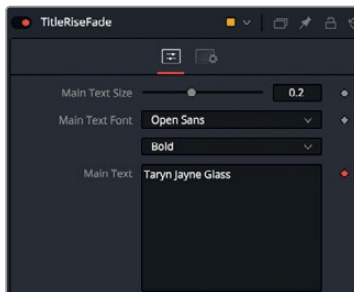 TitleRiseFade
Main Text Size 0.2
Main Text Font Open Sans
Bold
Main Text Taryn Jayne Glass